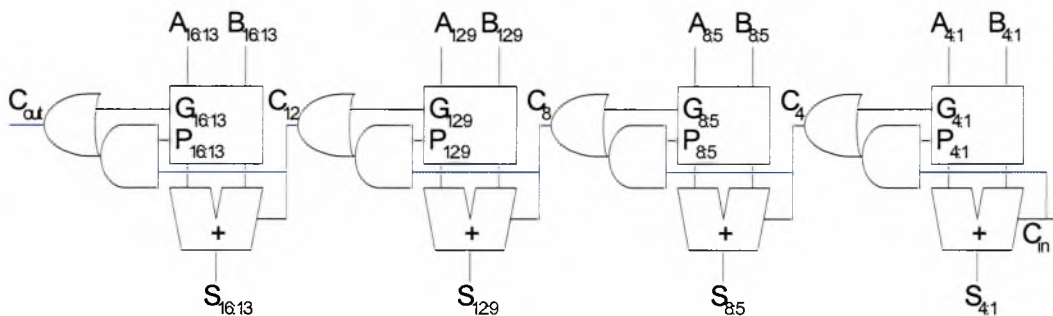 A16:13 B16:13 A12:9 B12:9 A8:5 B8:5 A4:1 B4:1
Cout G16:13 C12 G12:9 C8 G8:5 C4 G4:1
P16:13 P12:9 P8:5 P4:1
+ + + + Cin
S16:13 S12:9 S8:5 S4:1